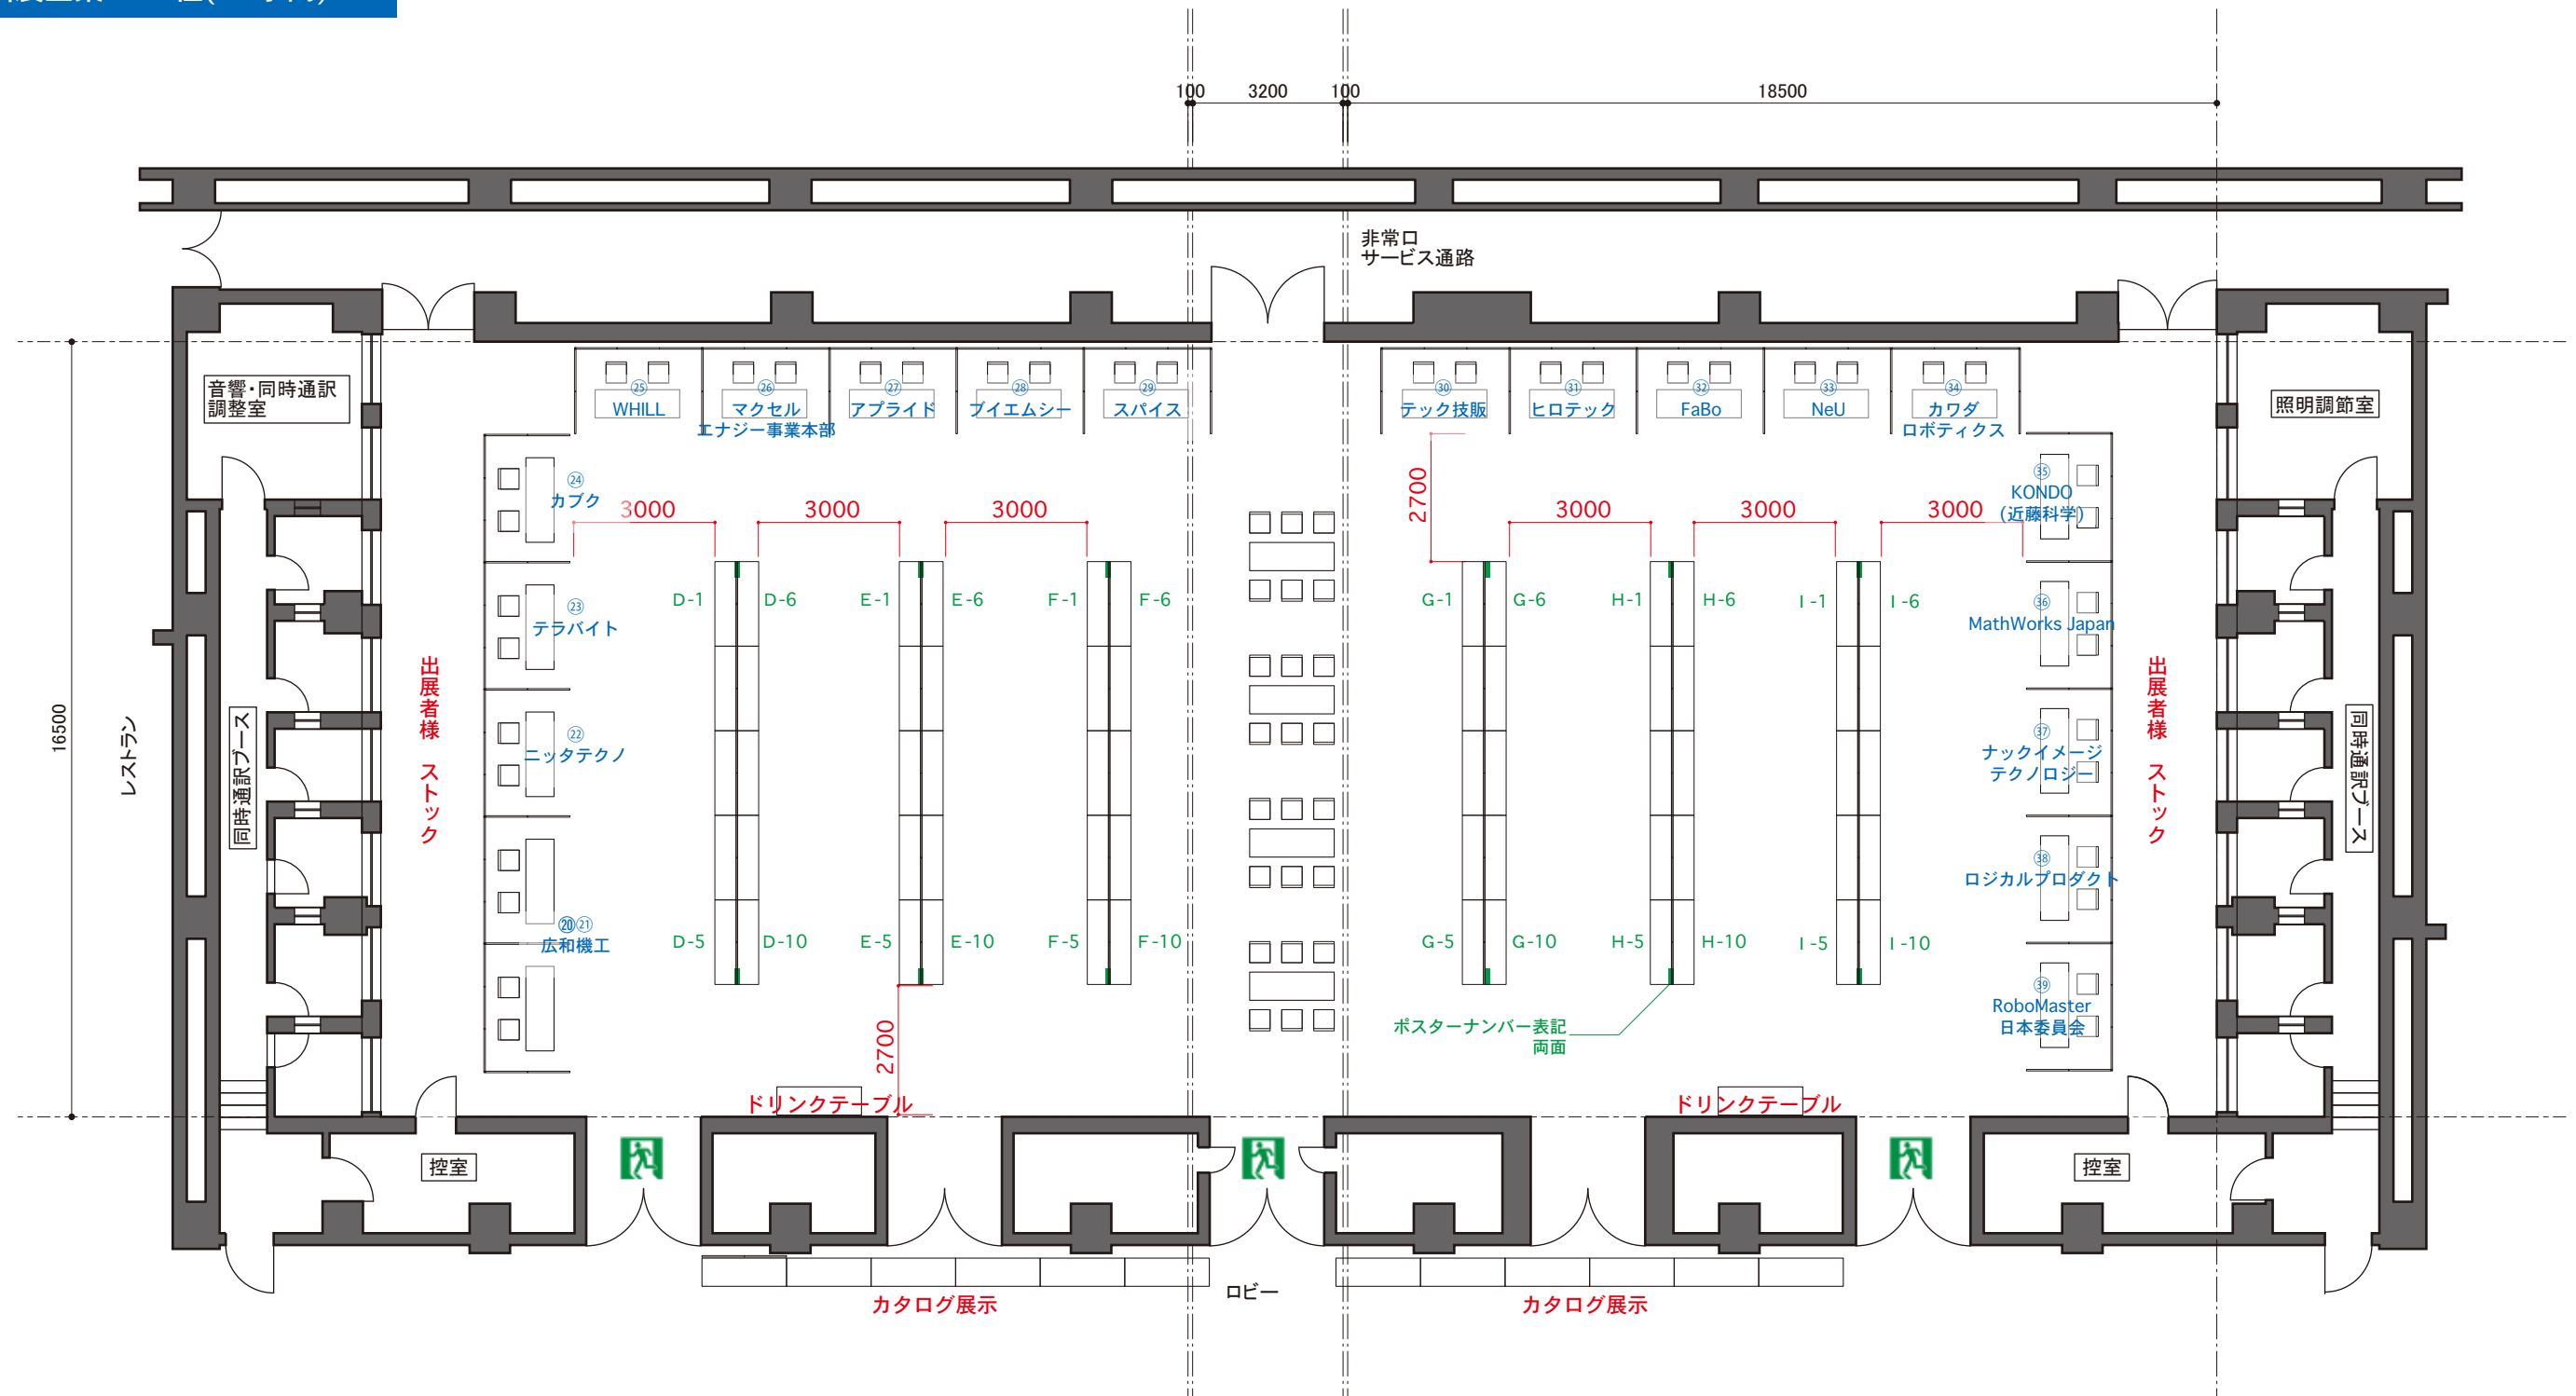 100
3200
100
18500
非常口
サービス通路
音響・同時通訳
調整室
照明調節室
㉕
WHILL
㉖
マクセル
エナジー事業本部
㉗
アプライド
㉘
ブイエムシー
㉙
スパイス
㉚
テック技販
㉛
ヒロテック
㉜
FaBo
㉝
NeU
㉞
カワダ
ロボティクス
㉔
カブク
㉓
テラバイト
㉒
ニッタテクノ
⑳㉑
広和機工
㉟
KONDO
(近藤科学)
㊱
MathWorks Japan
㊲
ナックイメージ
テクノロジー
㊳
ロジカルプロダクト
㊴
RoboMaster
日本委員会
3000
3000
3000
2700
3000
3000
3000
D-1
D-6
E-1
E-6
F-1
F-6
G-1
G-6
H-1
H-6
I-1
I-6
D-5
D-10
E-5
E-10
F-5
F-10
G-5
G-10
H-5
H-10
I-5
I-10
16500
レストラン
同時通訳ブース
出展者様 ストック
出展者様 ストック
同時通訳ブース
2700
ポスターナンバー表記
両面
ドリンクテーブル
ドリンクテーブル
控室
控室
カタログ展示
ロビー
カタログ展示